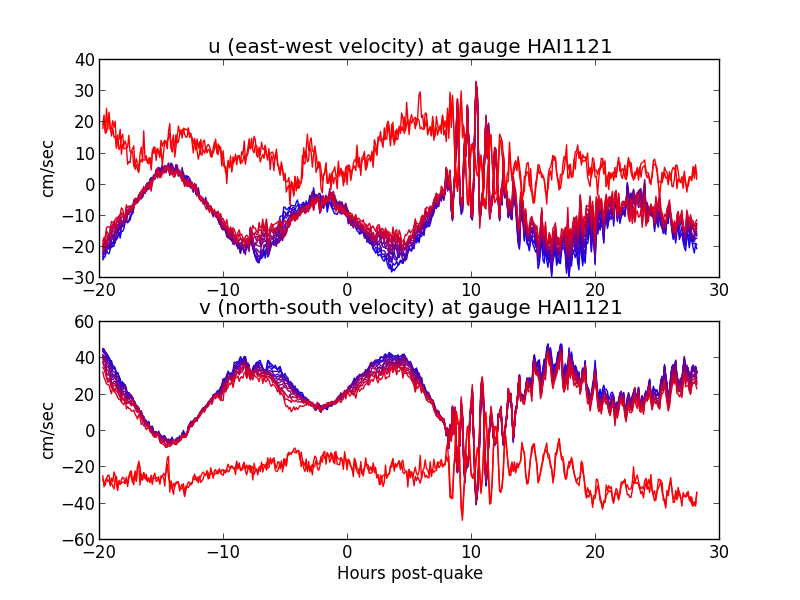 u (east-west velocity) at gauge HAI1121
40
30
20
10
0
−10
−20
−30
cm/sec
−20 −10 0 10 20 30
v (north-south velocity) at gauge HAI1121
60
40
20
0
−20
−40
−60
cm/sec
−20 −10 0 10 20 30
Hours post-quake